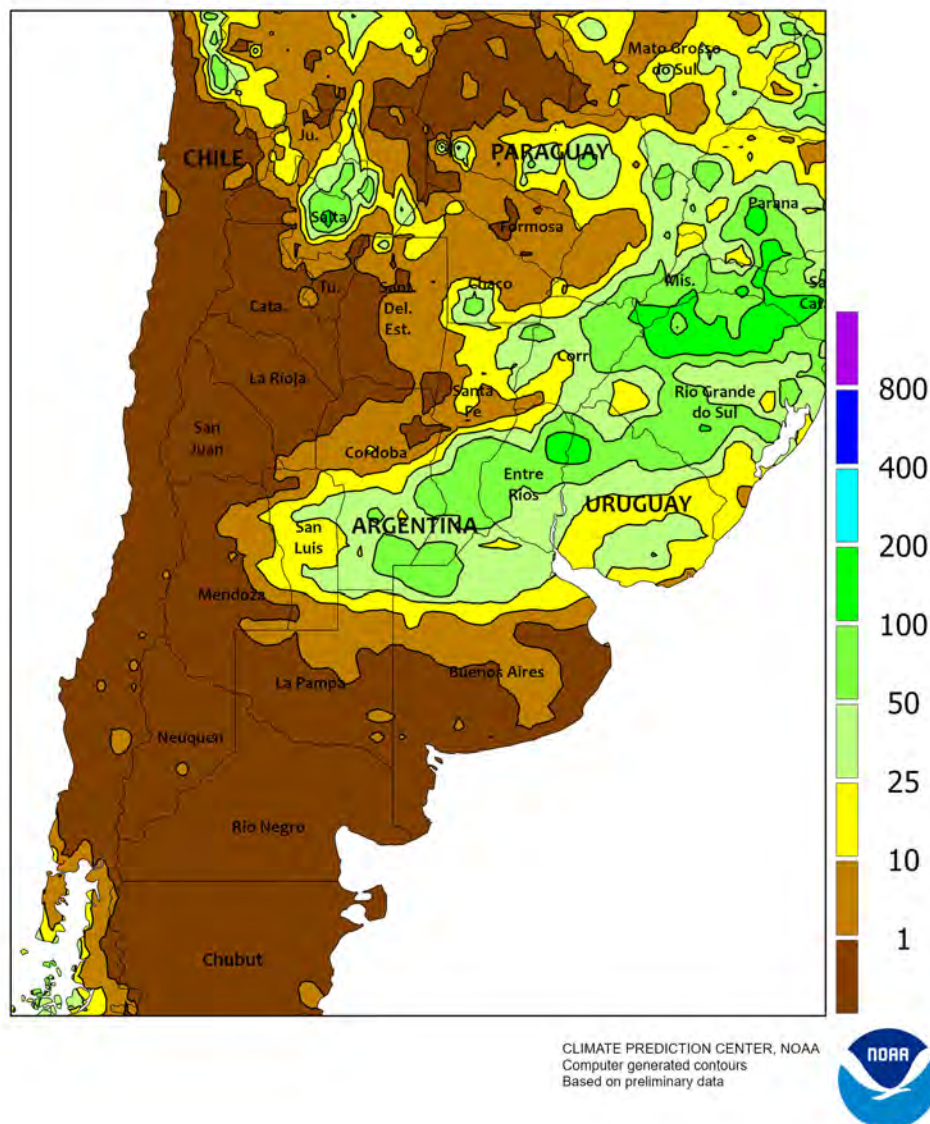 Mato Grosso
do Sul
Ju.
CHILE
PARAGUAY
Salta
Formosa
Parana
Cata.
Tu.
Sant.
Del.
Est.
Chaco
Mis.
Sa
Cat.
La Rioja
Corr
San
Juan
Santa
Fe
Rio Grande
do Sul
Cordoba
Entre
Rios
San
Luis
ARGENTINA
URUGUAY
Mendoza
La Pampa
Buenos Aires
Neuquen
Rio Negro
Chubut
800
400
200
100
50
25
10
1
CLIMATE PREDICTION CENTER, NOAA
Computer generated contours
Based on preliminary data
NOAA